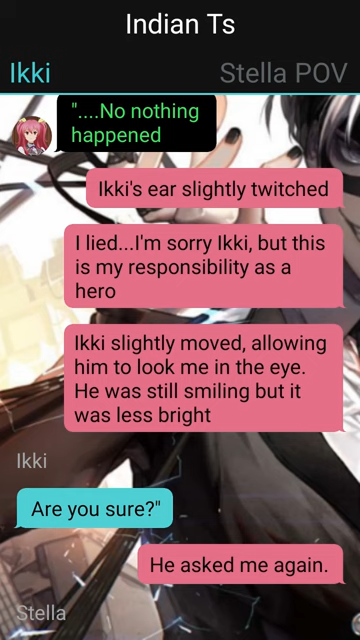 Indian Ts
Ikki
Stella POV
"....No nothing
happened
Ikki's ear slightly twitched
I lied...I'm sorry Ikki, but this
is my responsibility as a
hero
Ikki slightly moved, allowing
him to look me in the eye.
He was still smiling but it
was less bright
Ikki
Are you sure?"
He asked me again.
Stella